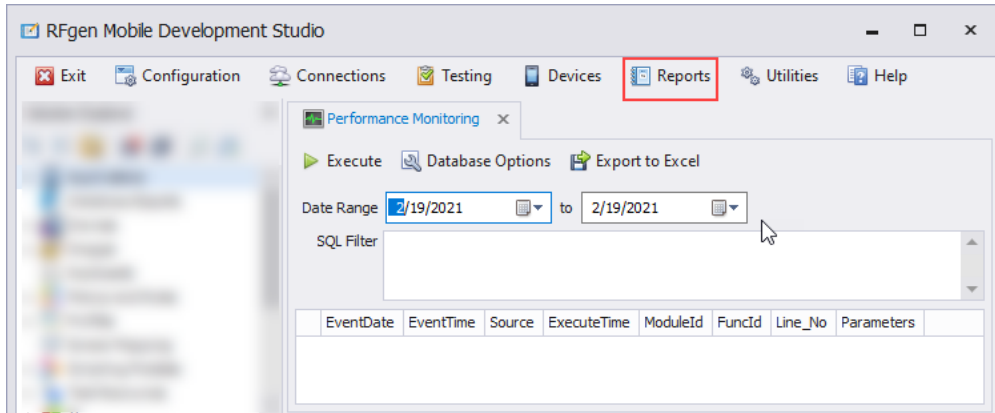 RFgen Mobile Development Studio
Exit Configuration Connections Testing Devices Reports Utilities Help
Performance Monitoring
Execute Database Options Export to Excel
Date Range 2/19/2021 to 2/19/2021
SQL Filter
EventDate EventTime Source ExecuteTime ModuleId FuncId Line_No Parameters